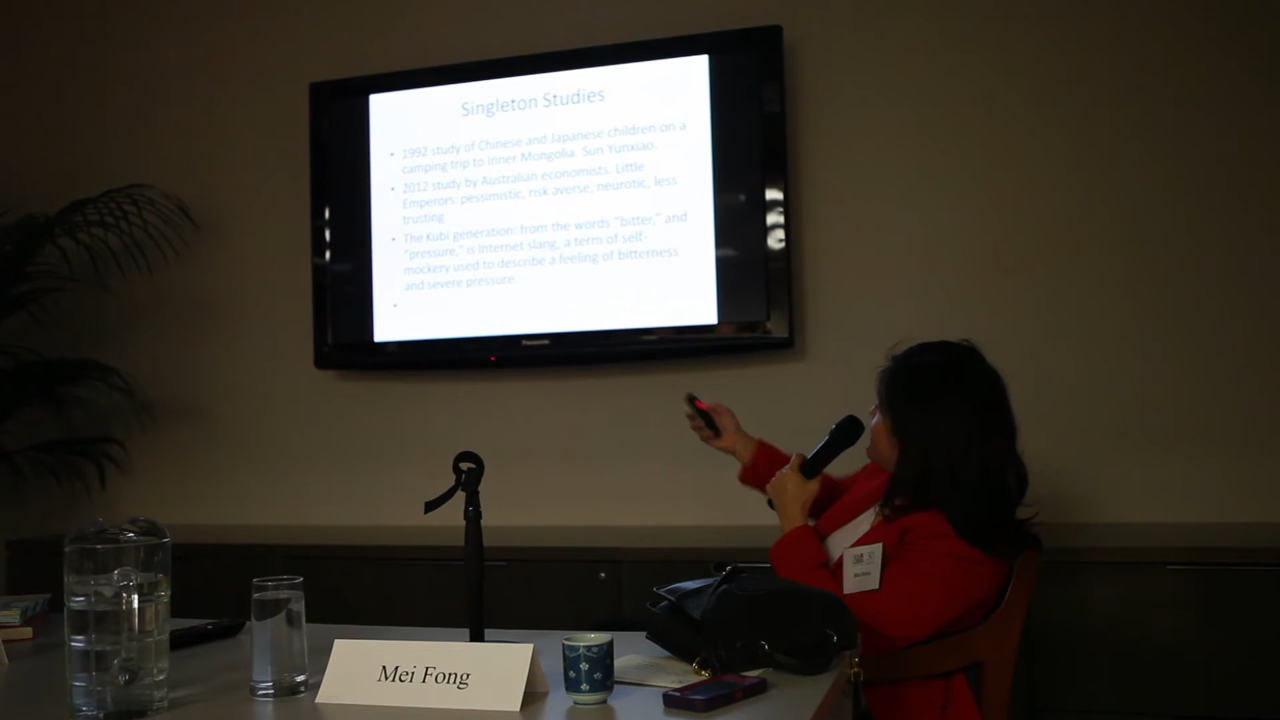 Singleton Studies
• 1992 study of Chinese and Japanese children on a
camping trip to Inner Mongolia. Sun Yunxiao.
• 2012 study by Australian economists. Little
Emperors: pessimistic, risk averse, neurotic, less
trusting
• The Kubi generation: from the words "bitter," and
"pressure," is Internet slang, a term of self-
mockery used to describe a feeling of bitterness
and severe pressure.
•
Panasonic
Mei Fong